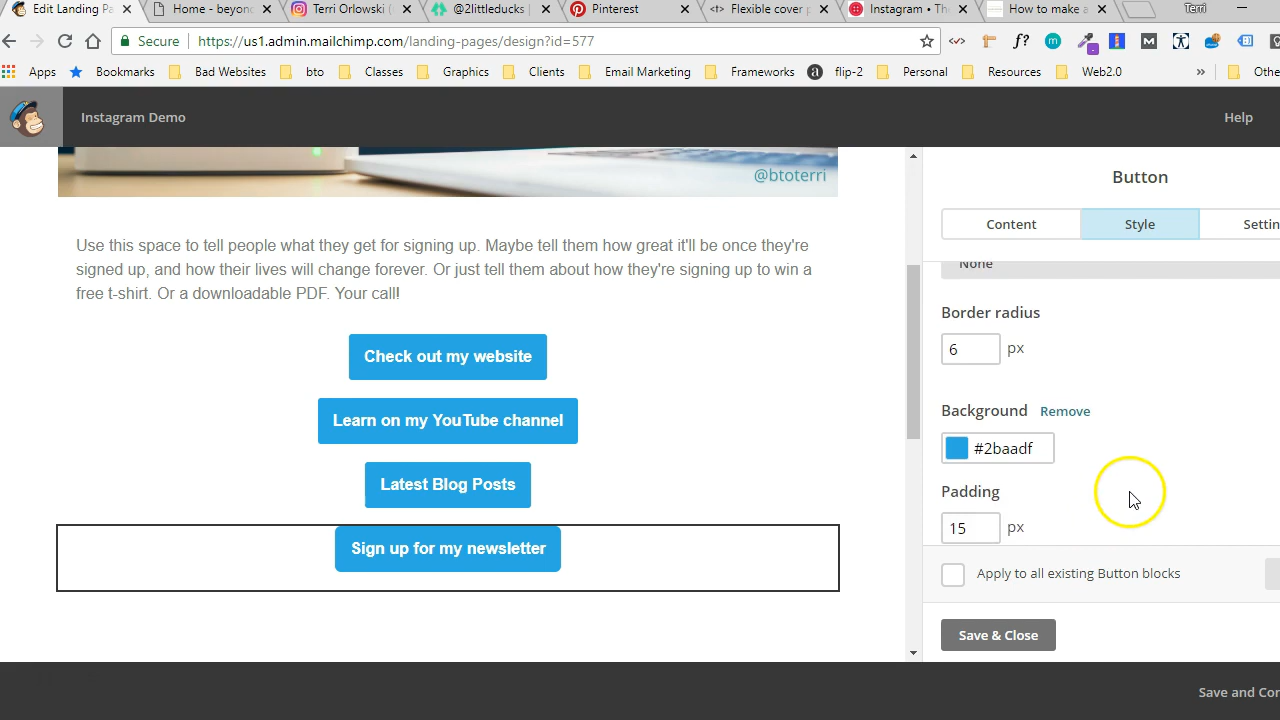 Edit Landing Pa
Home - beyon
Terri Orlowski (
@2littleducks |
Pinterest
Flexible cover p
Instagram • Th
How to make a
Terri
Secure
https://us1.admin.mailchimp.com/landing-pages/design?id=577
f?
m
M
Apps
Bookmarks
Bad Websites
bto
Classes
Graphics
Clients
Email Marketing
Frameworks
a
flip-2
Personal
Resources
Web2.0
»
Othe
Instagram Demo
Help
@btoterri
Button
Content
Style
Settin
None
Use this space to tell people what they get for signing up. Maybe tell them how great it'll be once they're
signed up, and how their lives will change forever. Or just tell them about how they're signing up to win a
free t-shirt. Or a downloadable PDF. Your call!
Check out my website
Learn on my YouTube channel
Latest Blog Posts
Sign up for my newsletter
Border radius
6 px
Background Remove
#2baadf
Padding
15 px
Apply to all existing Button blocks
Save & Close
Save and Con